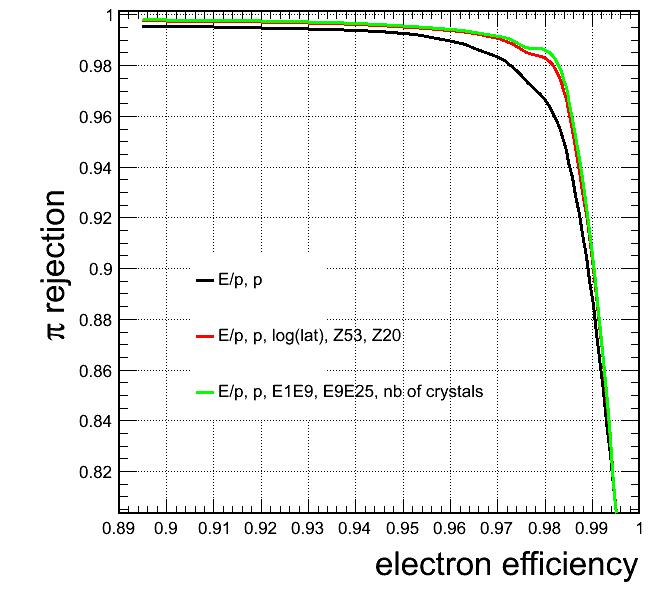 1
0.98
0.96
0.94
0.92
0.9
0.88
0.86
0.84
0.82
π rejection
E/p, p
E/p, p, log(lat), Z53, Z20
E/p, p, E1E9, E9E25, nb of crystals
0.89 0.9 0.91 0.92 0.93 0.94 0.95 0.96 0.97 0.98 0.99 1
electron efficiency